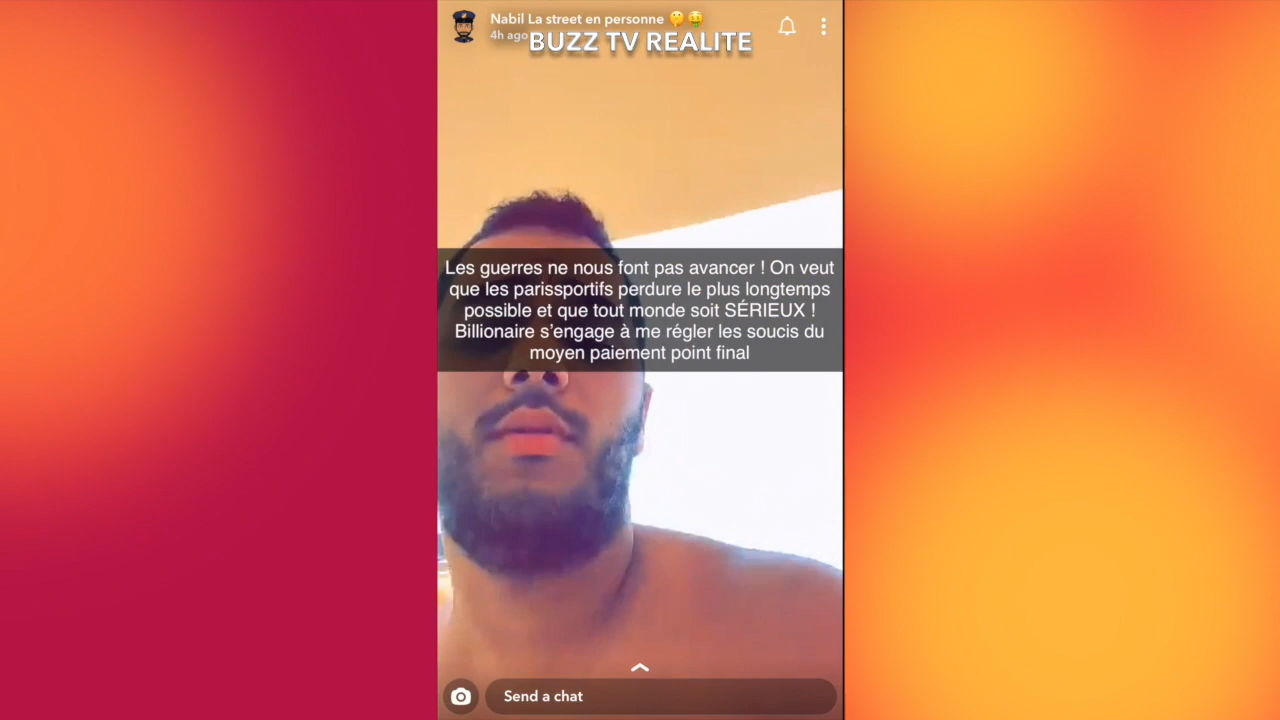 Nabil La street en personne 🤔🤑
4h ago
BUZZ TV REALITE
Les guerres ne nous font pas avancer ! On veut
que les parissportifs perdure le plus longtemps
possible et que tout monde soit SÉRIEUX !
Billionaire s’engage à me régler les soucis du
moyen paiement point final
Send a chat